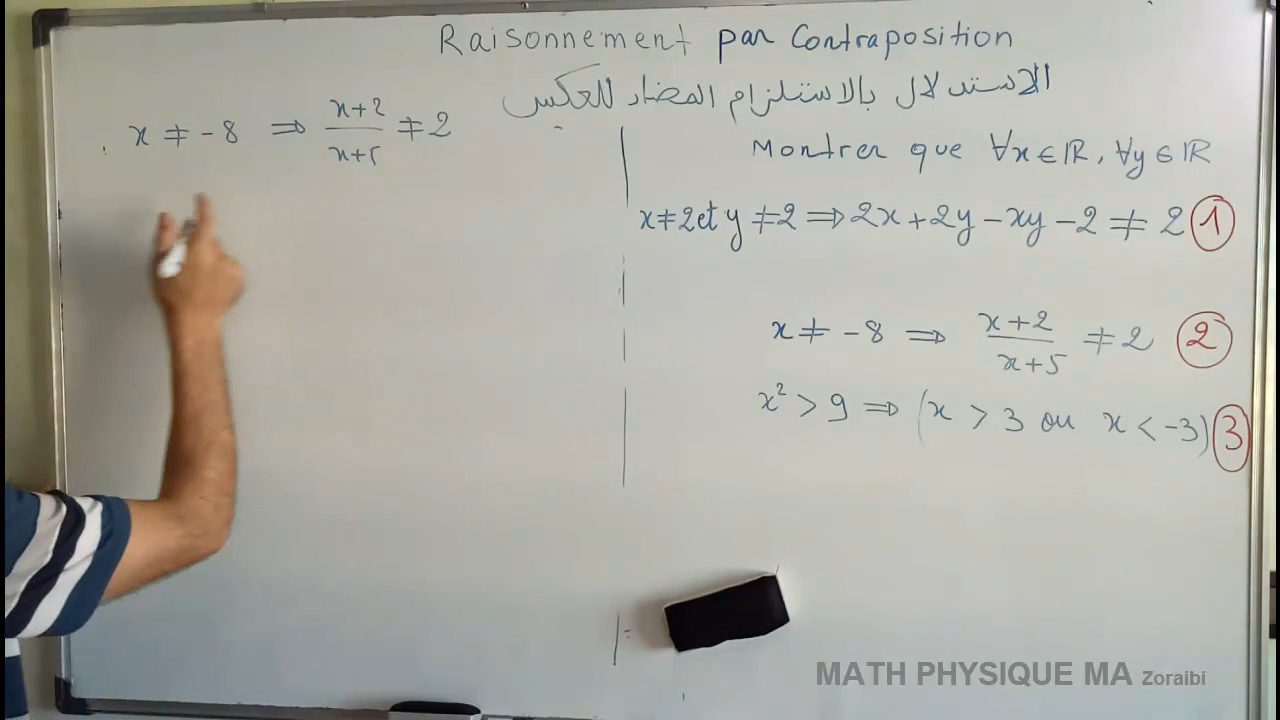 Raisonnement par Contraposition
الاستدلال بالاستلزام المضاد للعكس
x ≠ -8 ⇒ (x+2)/(x+5) ≠ 2
Montrer que ∀x∈ℝ, ∀y∈ℝ
x≠2 et y≠2 ⇒ 2x+2y-xy-2 ≠ 2 ①
x ≠ -8 ⇒ (x+2)/(x+5) ≠ 2 ②
x² > 9 ⇒ (x > 3 ou x < -3) ③
MATH PHYSIQUE MA Zoraibi